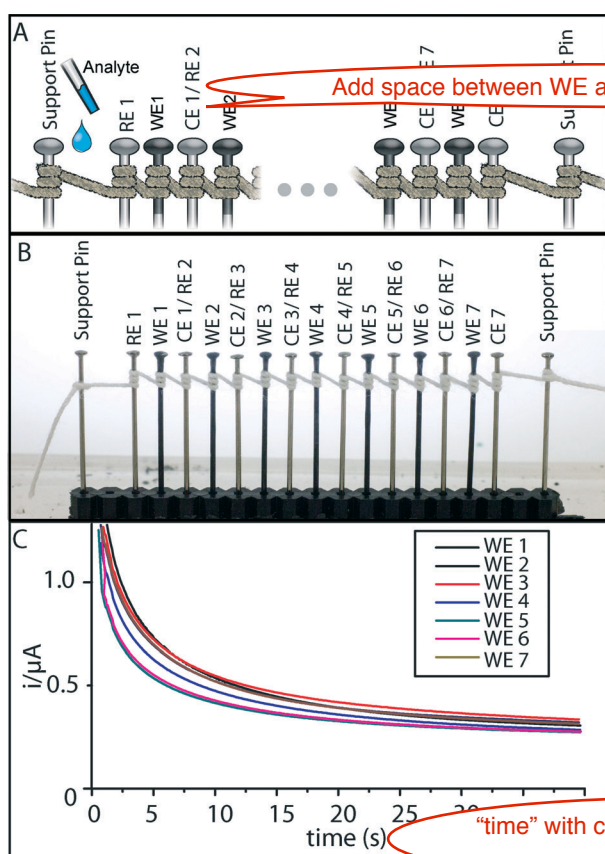 A
Support Pin
Analyte
RE 1
WE1
CE 1/ RE 2
WE2
Add space between WE a
CE 7
B
Support Pin
RE 1
WE 1
CE 1/ RE 2
WE 2
CE 2/ RE 3
WE 3
CE 3/ RE 4
WE 4
CE 4/ RE 5
WE 5
CE 5/ RE 6
WE 6
CE 6/ RE 7
WE 7
CE 7
Support Pin
C
WE 1
WE 2
WE 3
WE 4
WE 5
WE 6
WE 7
i/µA
1.0
0.5
0
0 5 10 15 20 25
time (s)
"time" with c